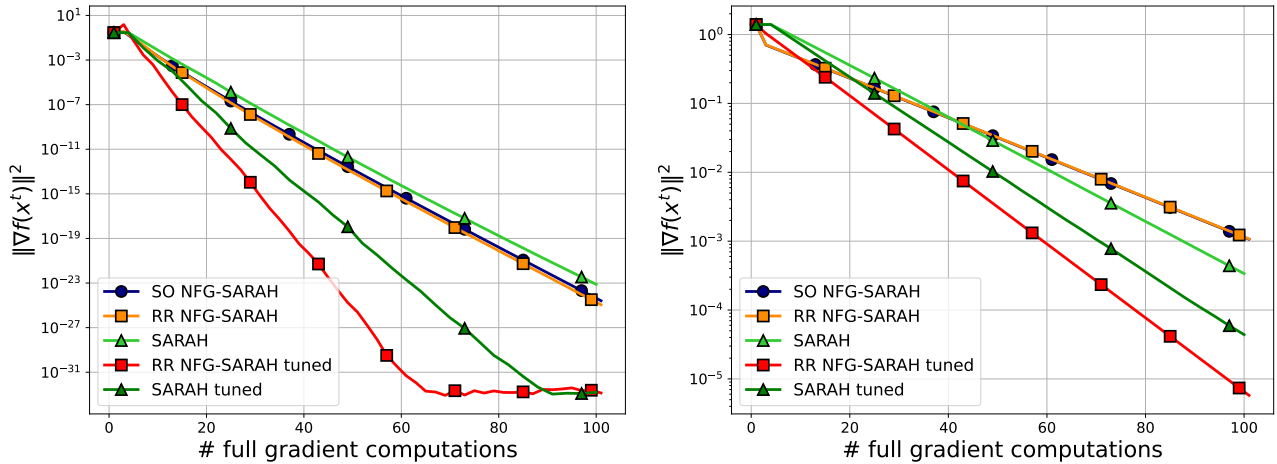 10^1
10^-3
10^-7
10^-11
10^-15
10^-19
10^-23
10^-27
10^-31
‖∇f(x^t)‖^2
SO NFG-SARAH
RR NFG-SARAH
SARAH
RR NFG-SARAH tuned
SARAH tuned
0 20 40 60 80 100
# full gradient computations
10^0
10^-1
10^-2
10^-3
10^-4
10^-5
‖∇f(x^t)‖^2
SO NFG-SARAH
RR NFG-SARAH
SARAH
RR NFG-SARAH tuned
SARAH tuned
0 20 40 60 80 100
# full gradient computations